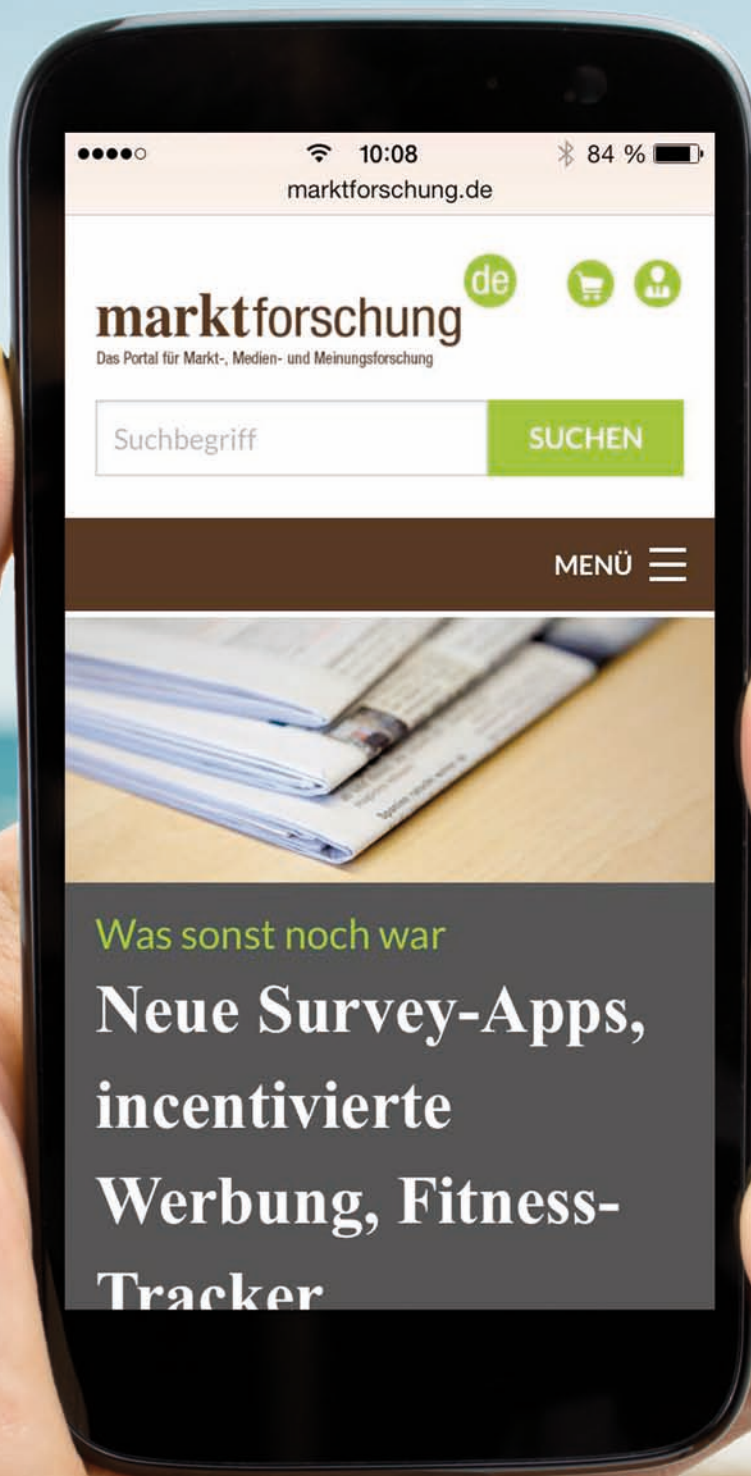 10:08
84 %
marktforschung.de
marktforschung
de
Das Portal für Markt-, Medien- und Meinungsforschung
Suchbegriff
SUCHEN
MENÜ
Was sonst noch war
Neue Survey-Apps,
incentivierte
Werbung, Fitness-
Tracker